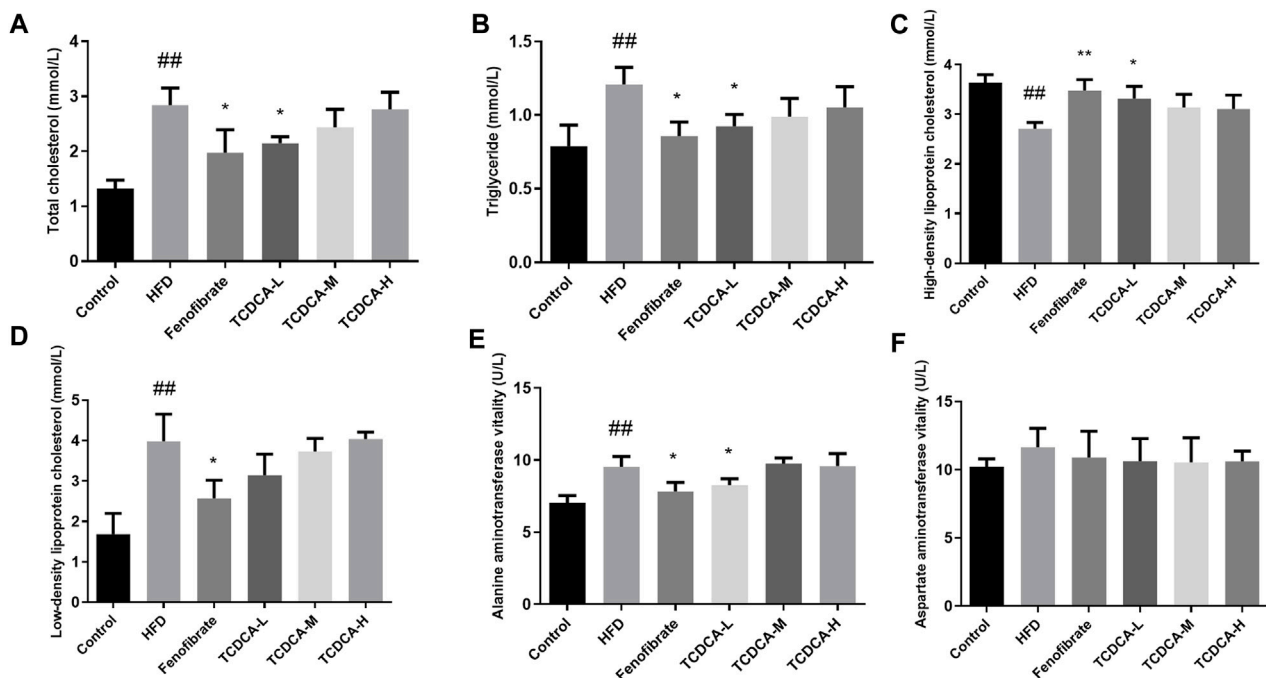 A
Total cholesterol (mmol/L)
4
3
2
1
0
##
*
*
Control
HFD
Fenofibrate
TCDCA-L
TCDCA-M
TCDCA-H
B
Triglyceride (mmol/L)
1.5
1.0
0.5
0.0
##
*
*
Control
HFD
Fenofibrate
TCDCA-L
TCDCA-M
TCDCA-H
C
High-density lipoprotein cholesterol (mmol/L)
4
3
2
1
0
##
**
*
Control
HFD
Fenofibrate
TCDCA-L
TCDCA-M
TCDCA-H
D
Low-density lipoprotein cholesterol (mmol/L)
5
4
3
2
1
0
##
*
Control
HFD
Fenofibrate
TCDCA-L
TCDCA-M
TCDCA-H
E
Alanine aminotransferase vitality (U/L)
15
10
5
0
##
*
*
Control
HFD
Fenofibrate
TCDCA-L
TCDCA-M
TCDCA-H
F
Aspartate aminotransferase vitality (U/L)
15
10
5
0
Control
HFD
Fenofibrate
TCDCA-L
TCDCA-M
TCDCA-H